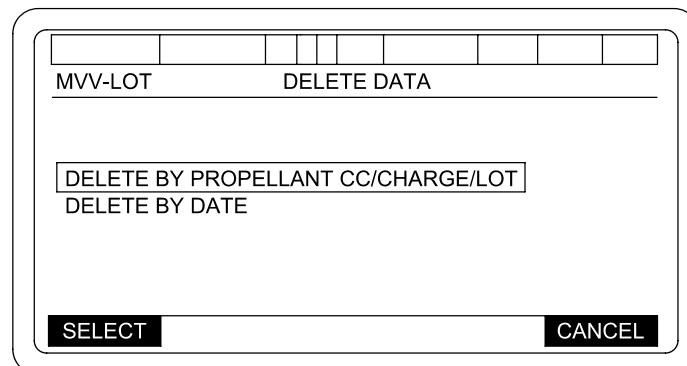 MVV-LOT DELETE DATA
DELETE BY PROPELLANT CC/CHARGE/LOT
DELETE BY DATE
SELECT CANCEL